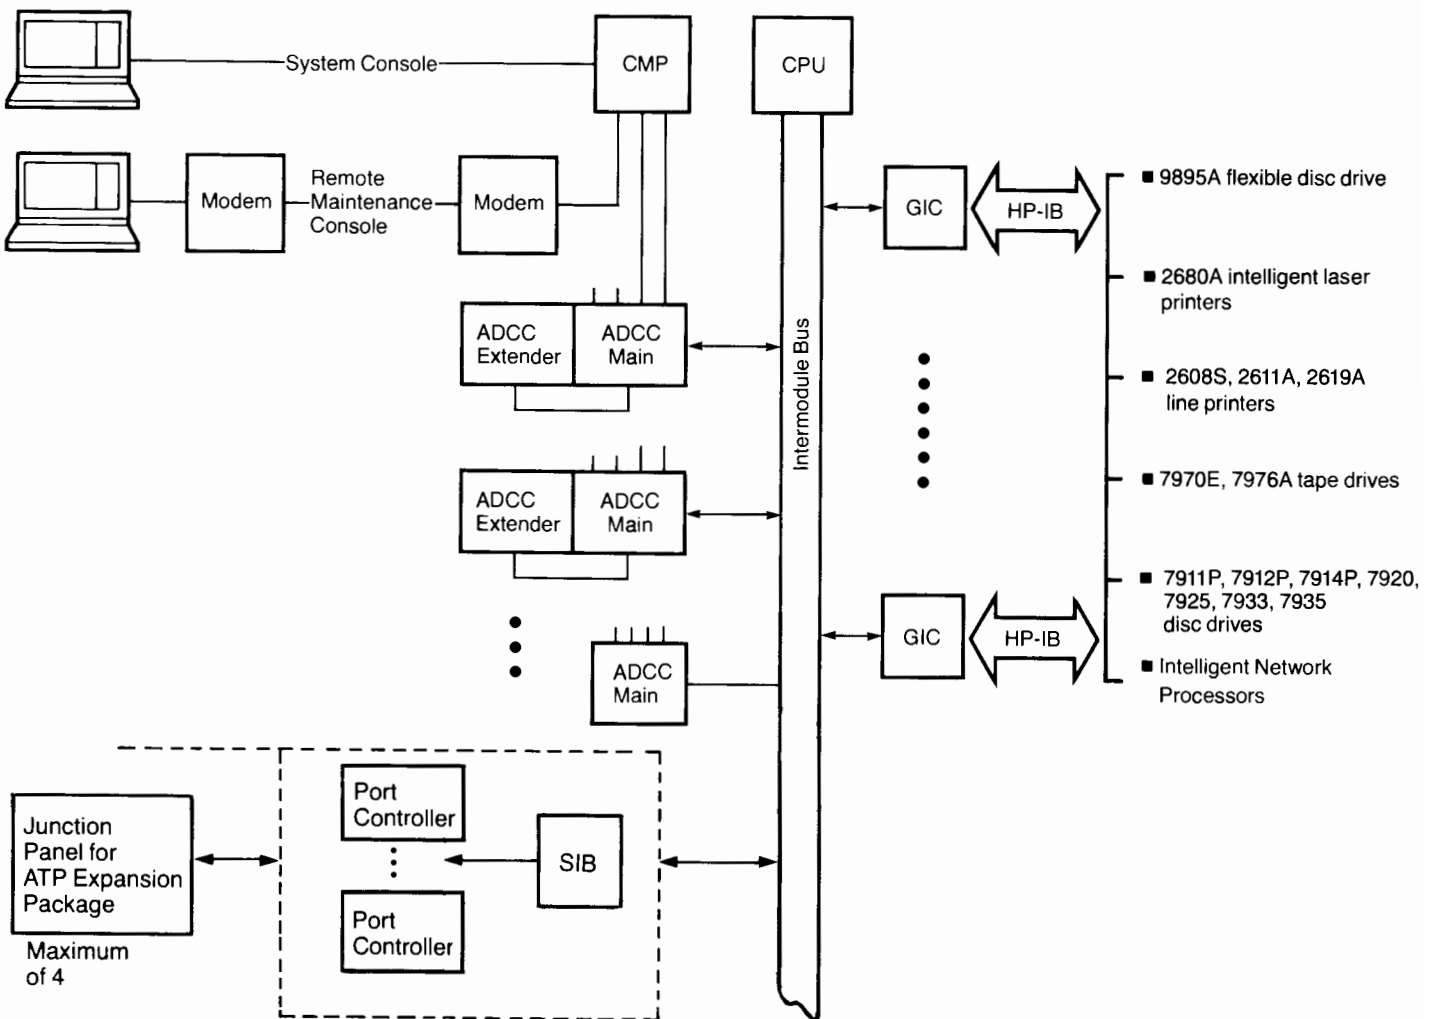 System Console
CMP
CPU
Modem
Remote
Maintenance
Console
Modem
GIC
HP-IB
9895A flexible disc drive
2680A intelligent laser
printers
ADCC
Extender
ADCC
Main
Intermodule Bus
2608S, 2611A, 2619A
line printers
ADCC
Extender
ADCC
Main
7970E, 7976A tape drives
7911P, 7912P, 7914P, 7920,
7925, 7933, 7935
disc drives
GIC
HP-IB
Intelligent Network
Processors
ADCC
Main
Port
Controller
Junction
Panel for
ATP Expansion
Package
SIB
Port
Controller
Maximum
of 4